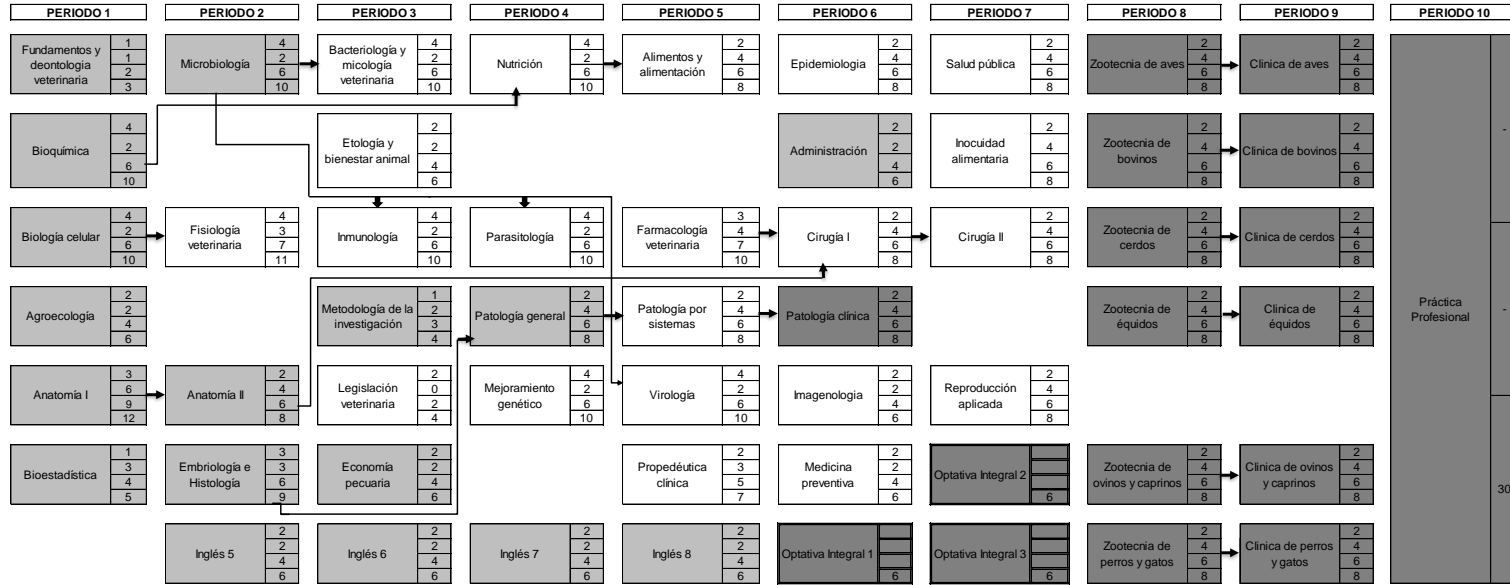 PERIODO 1
PERIODO 2
PERIODO 3
PERIODO 4
PERIODO 5
PERIODO 6
PERIODO 7
PERIODO 8
PERIODO 9
PERIODO 10
Fundamentos y
deontologia
veterinaria
1
1
2
3
Microbiología
4
2
6
10
Bacteriología y
micología
veterinaria
4
2
6
10
Nutrición
4
2
6
10
Alimentos y
alimentación
2
4
6
8
Epidemiologia
2
4
6
8
Salud pública
2
4
6
8
Zootecnia de aves
2
4
6
8
Clinica de aves
2
4
6
8
Bioquímica
4
2
6
10
Etología y
bienestar animal
2
2
4
6
Administración
2
2
4
6
Inocuidad
alimentaria
2
4
6
8
Zootecnia de
bovinos
2
4
6
8
Clinica de bovinos
2
4
6
8
-
Biología celular
4
2
6
10
Fisiología
veterinaria
4
3
7
11
Inmunología
4
2
6
10
Parasitología
4
2
6
10
Farmacología
veterinaria
3
4
7
10
Cirugía I
2
4
6
8
Cirugía II
2
4
6
8
Zootecnia de
cerdos
2
4
6
8
Clinica de cerdos
2
4
6
8
Agroecología
2
2
4
6
Metodología de la
investigación
1
2
3
4
Patología general
2
4
6
8
Patología por
sistemas
2
4
6
8
Patología clínica
2
4
6
8
Zootecnia de
équidos
2
4
6
8
Clinica de
équidos
2
4
6
8
Práctica
Profesional
-
Anatomía I
3
6
9
12
Anatomía II
2
4
6
8
Legislación
veterinaria
2
0
2
4
Mejoramiento
genético
4
2
6
10
Virología
4
2
6
10
Imagenologia
2
2
4
6
Reproducción
aplicada
2
4
6
8
Bioestadística
1
3
4
5
Embriología e
Histología
3
3
6
9
Economía
pecuaria
2
2
4
6
Propedéutica
clínica
2
3
5
7
Medicina
preventiva
2
2
4
6
Optativa Integral 2
6
Zootecnia de
ovinos y caprinos
2
4
6
8
Clinica de ovinos
y caprinos
2
4
6
8
30
Inglés 5
2
2
4
6
Inglés 6
2
2
4
6
Inglés 7
2
2
4
6
Inglés 8
2
2
4
6
Optativa Integral 1
6
Optativa Integral 3
6
Zootecnia de
perros y gatos
2
4
6
8
Clinica de perros
y gatos
2
4
6
8